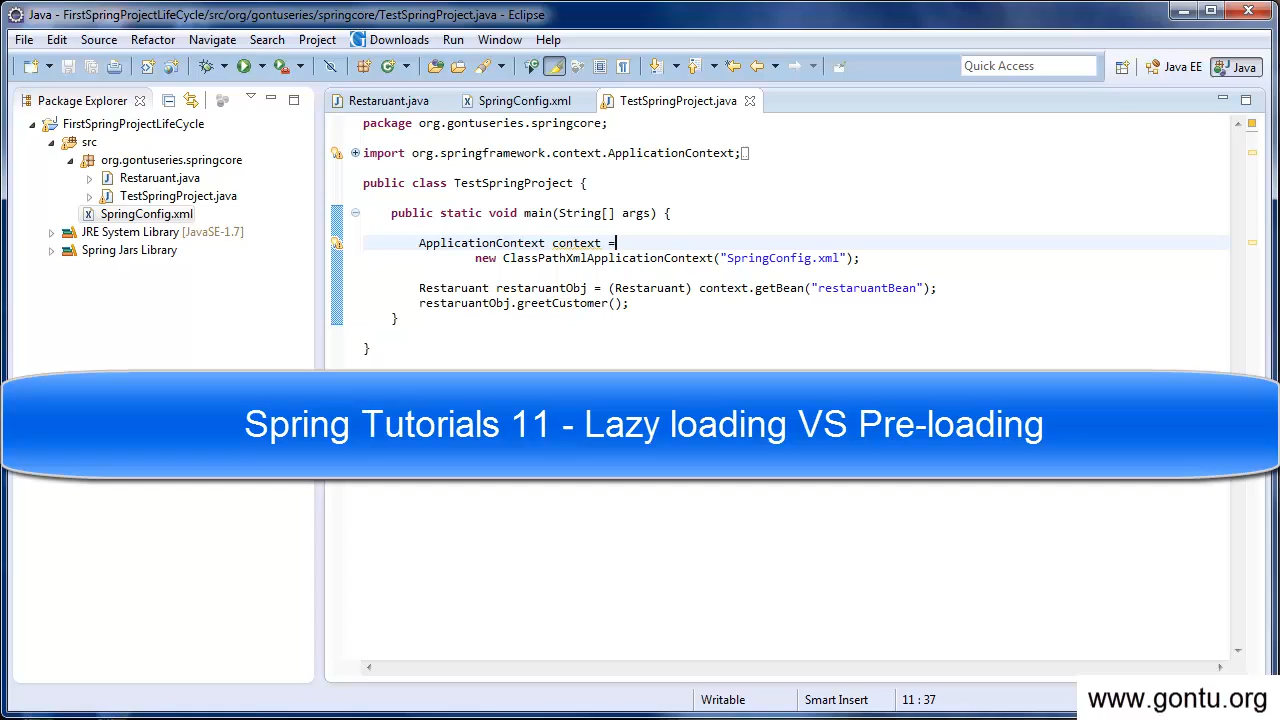 Java - FirstSpringProjectLifeCycle/src/org/gontuseries/springcore/TestSpringProject.java - Eclipse
File Edit Source Refactor Navigate Search Project Downloads Run Window Help
Quick Access Java EE Java
Package Explorer Restaruant.java SpringConfig.xml TestSpringProject.java
FirstSpringProjectLifeCycle
src
org.gontuseries.springcore
Restaruant.java
TestSpringProject.java
SpringConfig.xml
JRE System Library [JavaSE-1.7]
Spring Jars Library
package org.gontuseries.springcore;
import org.springframework.context.ApplicationContext;
public class TestSpringProject {
public static void main(String[] args) {
ApplicationContext context =
new ClassPathXmlApplicationContext("SpringConfig.xml");
Restaruant restaruantObj = (Restaruant) context.getBean("restaruantBean");
restaruantObj.greetCustomer();
}
}
Spring Tutorials 11 - Lazy loading VS Pre-loading
Writable Smart Insert 11 : 37
www.gontu.org